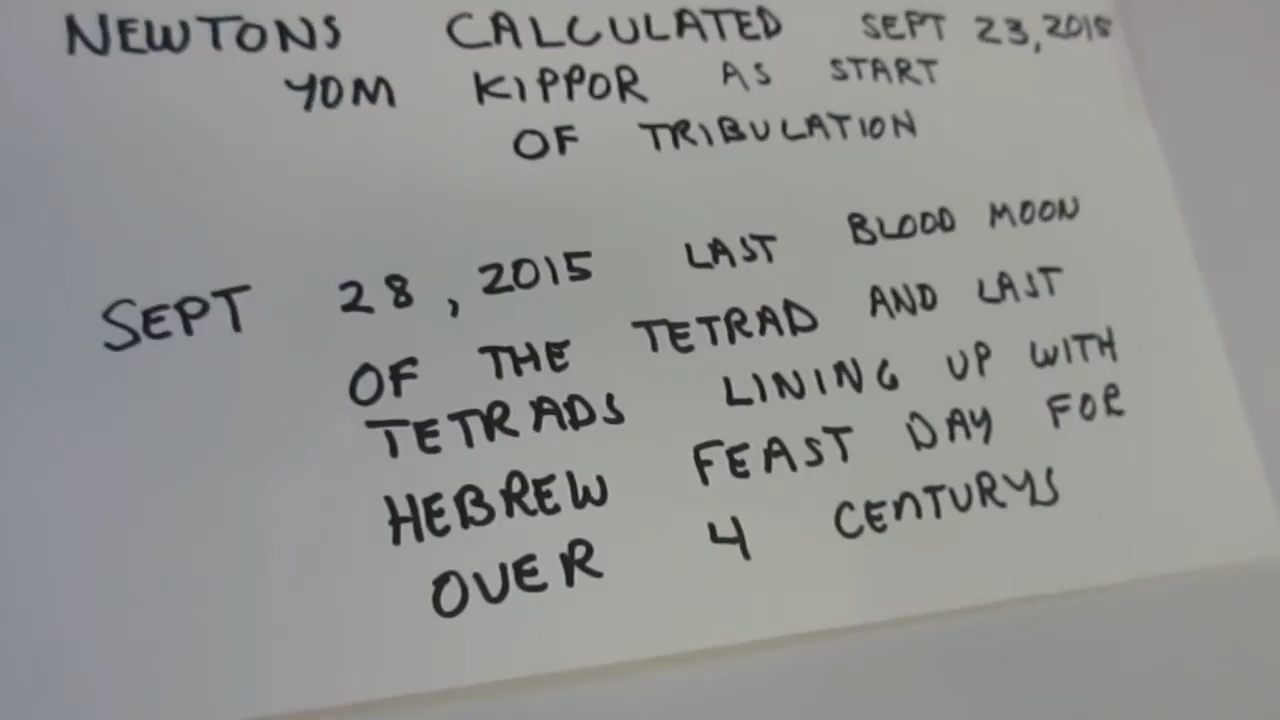 NEWTONS CALCULATED SEPT 23, 2015
YOM KIPPOR AS START
OF TRIBULATION
SEPT 28, 2015 LAST BLOOD MOON
OF THE TETRAD AND LAST
TETRADS LINING UP WITH
HEBREW FEAST DAY FOR
OVER 4 CENTURYS